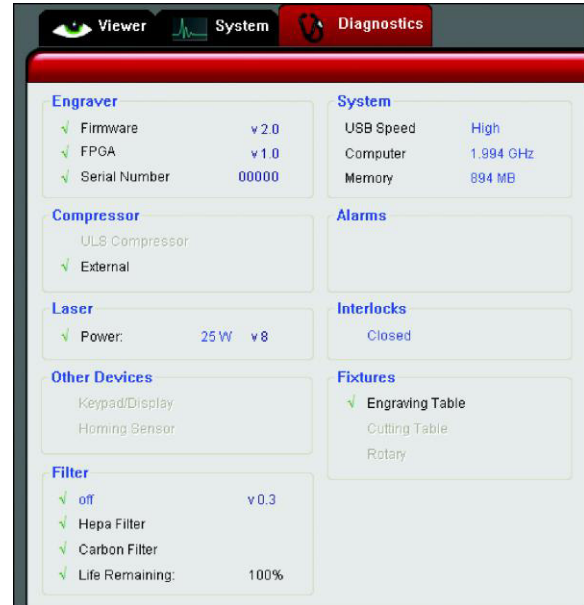 Viewer System Diagnostics
Engraver
Firmware v 2.0
FPGA v 1.0
Serial Number 00000
Compressor
ULS Compressor
External
Laser
Power: 25 W v 8
Other Devices
Keypad/Display
Homing Sensor
Filter
off v 0.3
Hepa Filter
Carbon Filter
Life Remaining: 100%
System
USB Speed High
Computer 1.994 GHz
Memory 894 MB
Alarms
Interlocks
Closed
Fixtures
Engraving Table
Cutting Table
Rotary